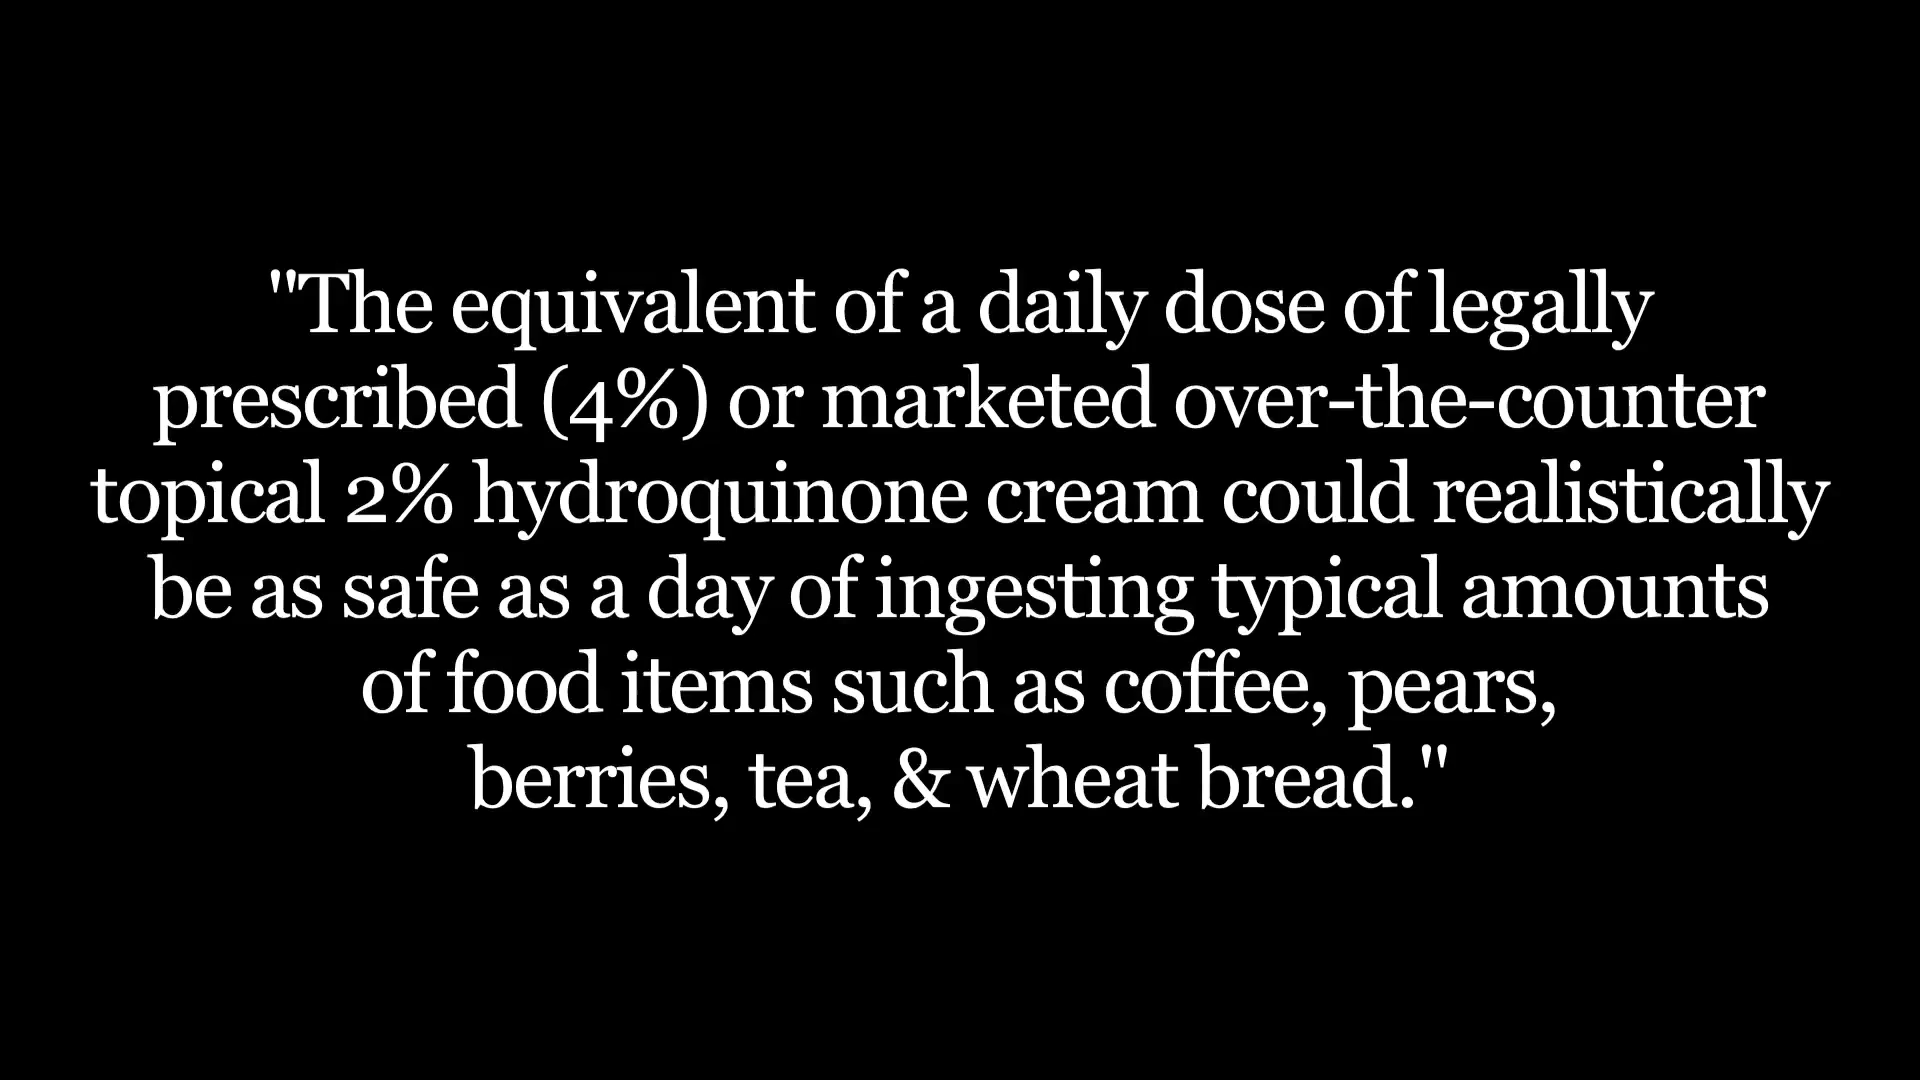 "The equivalent of a daily dose of legally
prescribed (4%) or marketed over-the-counter
topical 2% hydroquinone cream could realistically
be as safe as a day of ingesting typical amounts
of food items such as coffee, pears,
berries, tea, & wheat bread."